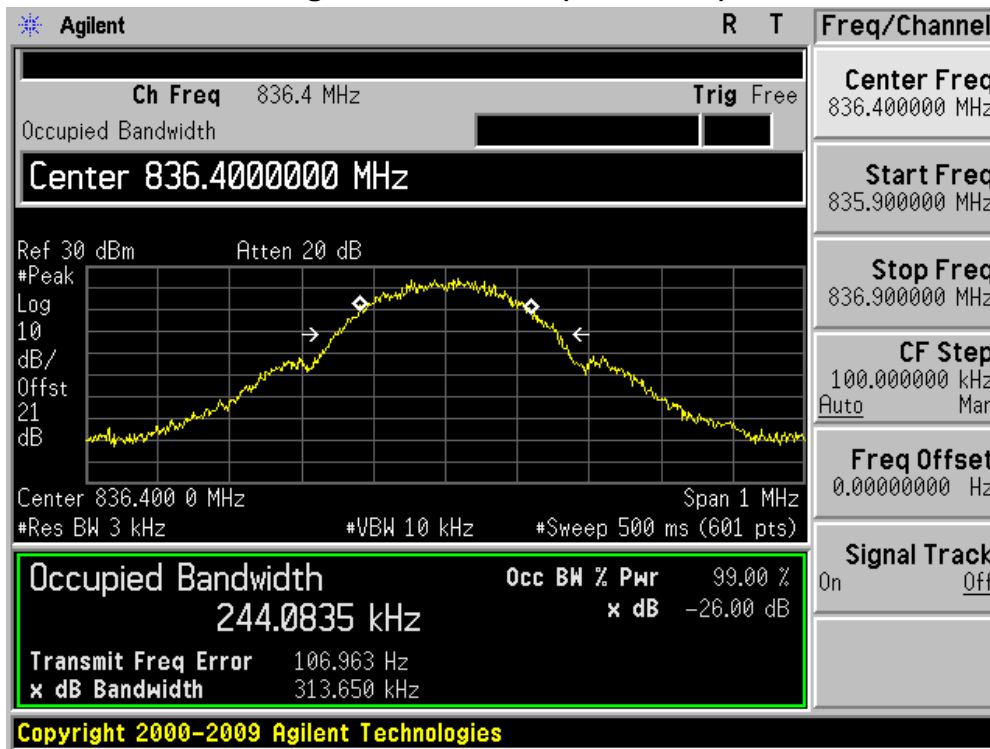 Agilent R T Freq/Channel
Ch Freq 836.4 MHz Trig Free
Occupied Bandwidth
Center 836.4000000 MHz
Ref 30 dBm Atten 20 dB
#Peak
Log
10
dB/
Offst
21
dB
Center 836.400 0 MHz Span 1 MHz
#Res BW 3 kHz #VBW 10 kHz #Sweep 500 ms (601 pts)
Occupied Bandwidth Occ BW % Pwr 99.00 %
244.0835 kHz x dB -26.00 dB
Transmit Freq Error 106.963 Hz
x dB Bandwidth 313.650 kHz
Copyright 2000-2009 Agilent Technologies
Center Freq
836.400000 MHz
Start Freq
835.900000 MHz
Stop Freq
836.900000 MHz
CF Step
100.000000 kHz
Auto Man
Freq Offset
0.00000000 Hz
Signal Track
On Off